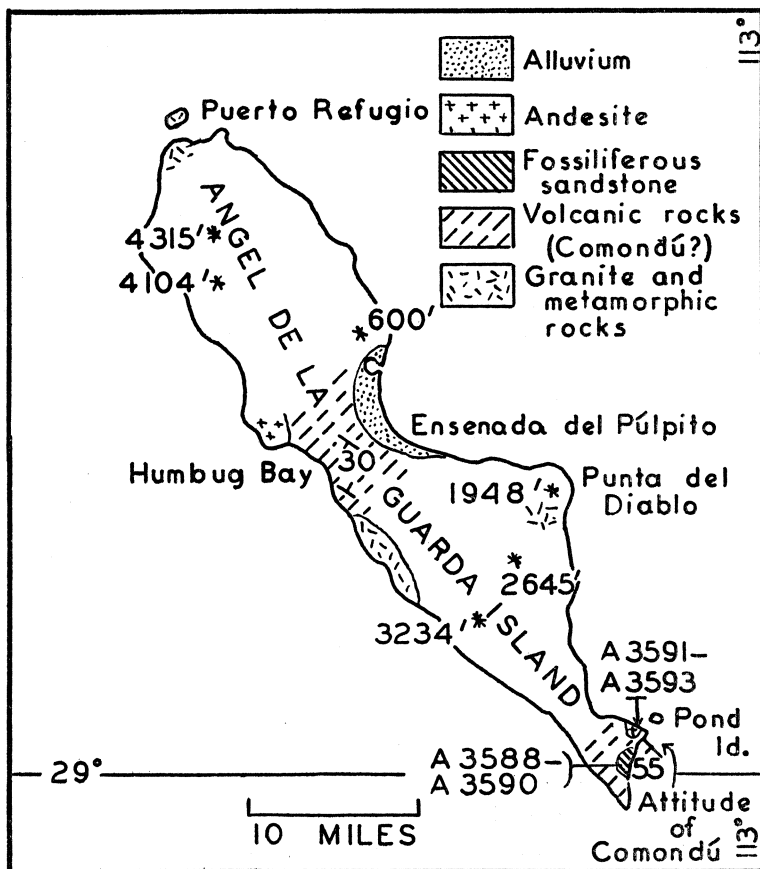 113°
Alluvium
Andesite
Fossiliferous
sandstone
Volcanic rocks
(Comondú?)
Granite and
metamorphic
rocks
Puerto Refugio
ANGEL DE LA
GUARDA ISLAND
4315'
4104'
600'
Ensenada del Púlpito
Humbug Bay
30
1948'
Punta del
Diablo
2645'
3234'
A 3591–
A 3593
Pond
Id.
A 3588–
A 3590
29°
55
Attitude
of
Comondú
10 MILES
113°